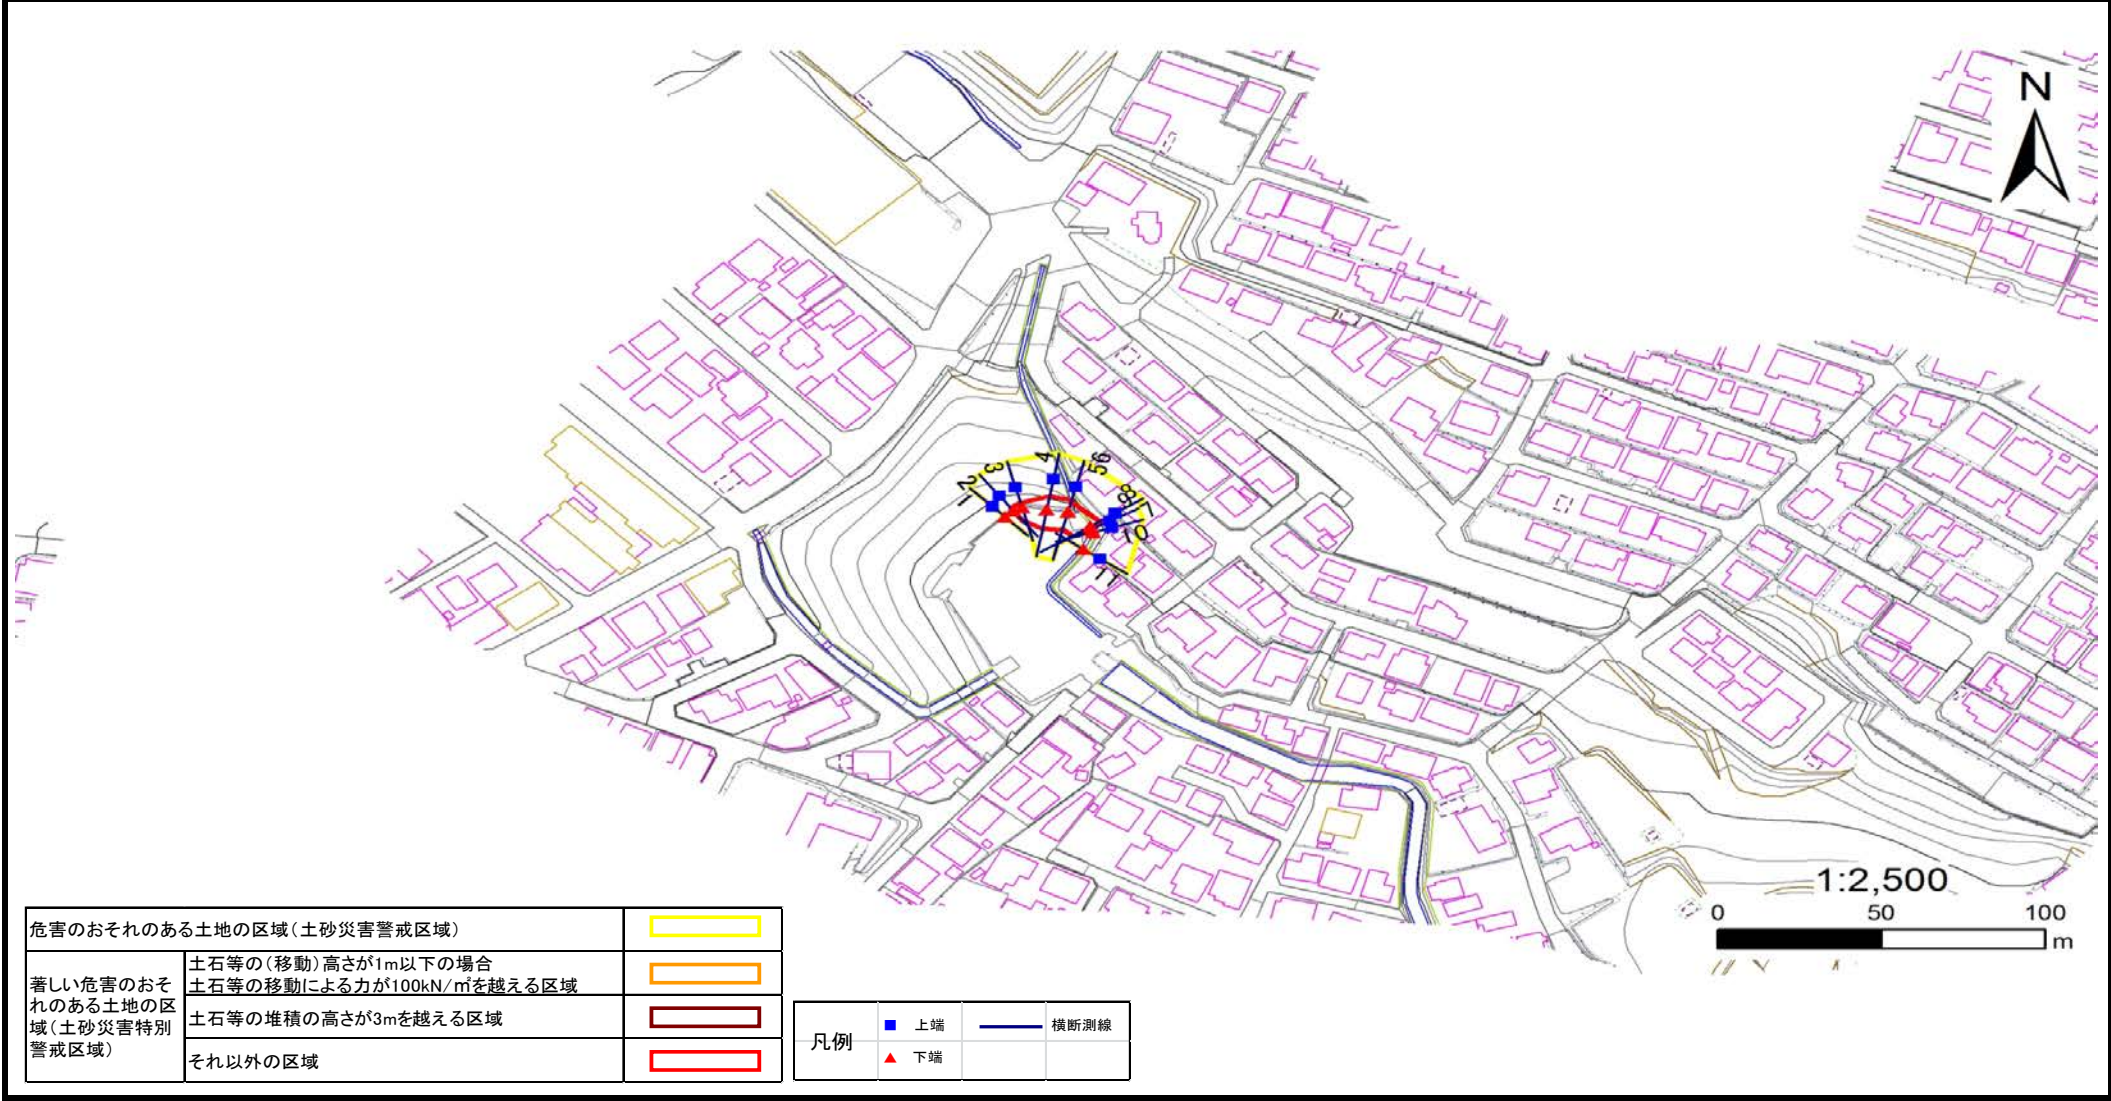 N
2
3
4
5
6
1
8
7
9
10
11
1:2,500
0 50 100
m
危害のおそれのある土地の区域(土砂災害警戒区域)
著しい危害のおそ
れのある土地の区
域(土砂災害特別
警戒区域)
土石等の(移動)高さが1m以下の場合
土石等の移動による力が100kN/㎡を越える区域
土石等の堆積の高さが3mを越える区域
それ以外の区域
凡例
上端
横断測線
下端